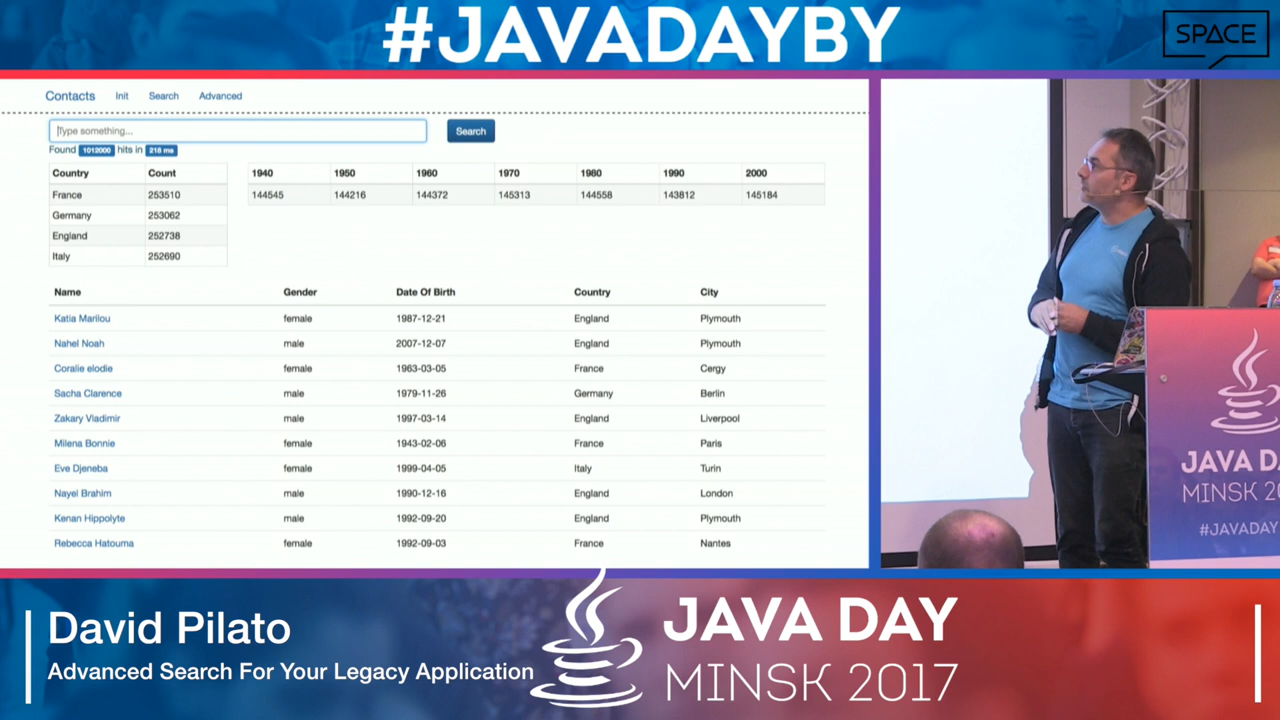 #JAVADAYBY
SPACE
Contacts Init Search Advanced
Type something... Search
Found 1012000 hits in 218 ms
Country Count
France 253510
Germany 253062
England 252738
Italy 252690
1940 1950 1960 1970 1980 1990 2000
144545 144216 144372 145313 144558 143812 145184
Name Gender Date Of Birth Country City
Katia Marilou female 1987-12-21 England Plymouth
Nahel Noah male 2007-12-07 England Plymouth
Coralie elodie female 1963-03-05 France Cergy
Sacha Clarence male 1979-11-26 Germany Berlin
Zakary Vladimir male 1997-03-14 England Liverpool
Milena Bonnie female 1943-02-06 France Paris
Eve Djeneba female 1999-04-05 Italy Turin
Nayel Brahim male 1990-12-16 England London
Kenan Hippolyte male 1992-09-20 England Plymouth
Rebecca Hatouma female 1992-09-03 France Nantes
JAVA D
MINSK 20
#JAVADAY
David Pilato
Advanced Search For Your Legacy Application
JAVA DAY
MINSK 2017